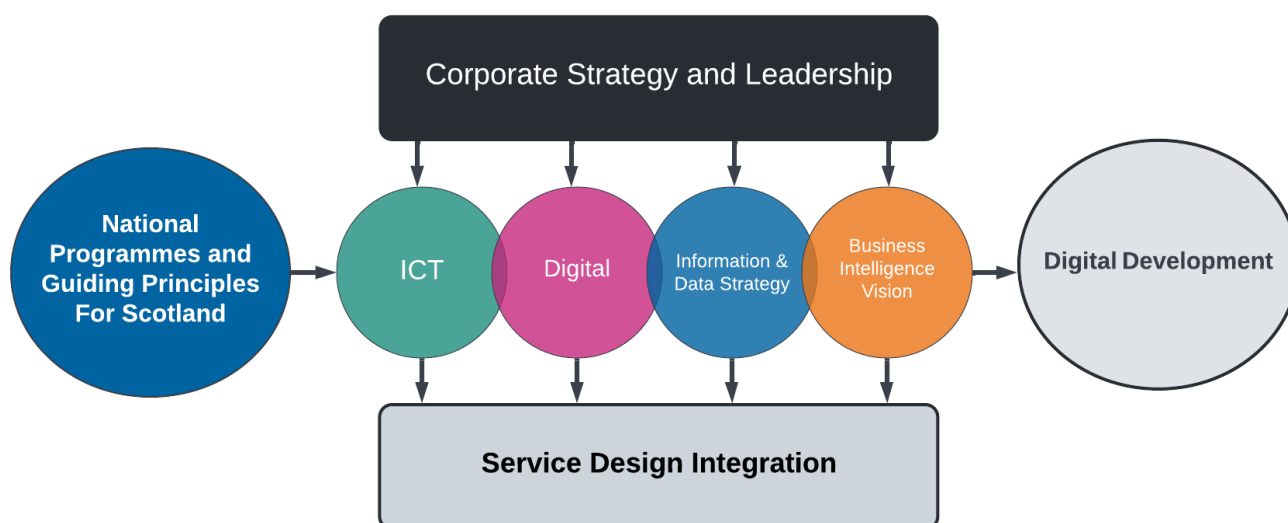 Corporate Strategy and Leadership
National
Programmes and
Guiding Principles
For Scotland
ICT
Digital
Information &
Data Strategy
Business
Intelligence
Vision
Digital Development
Service Design Integration